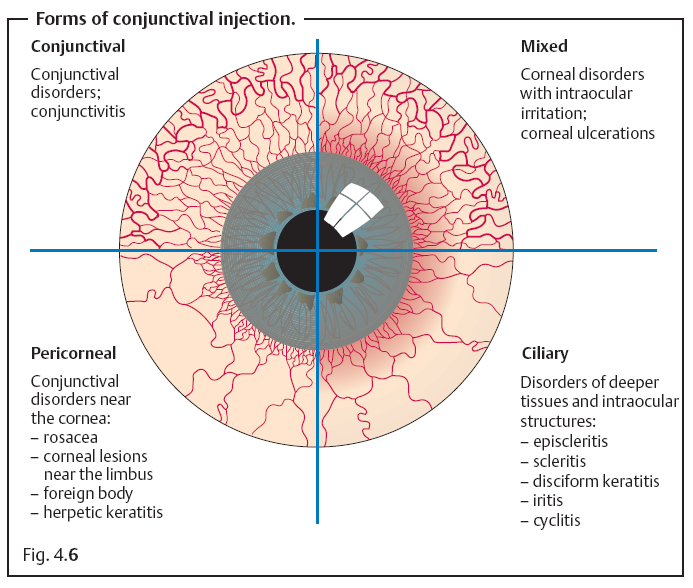 Forms of conjunctival injection.
Conjunctival
Conjunctival
disorders;
conjunctivitis
Mixed
Corneal disorders
with intraocular
irritation;
corneal ulcerations
Pericorneal
Conjunctival
disorders near
the cornea:
– rosacea
– corneal lesions
near the limbus
– foreign body
– herpetic keratitis
Ciliary
Disorders of deeper
tissues and intraocular
structures:
– episcleritis
– scleritis
– disciform keratitis
– iritis
– cyclitis
Fig. 4.6